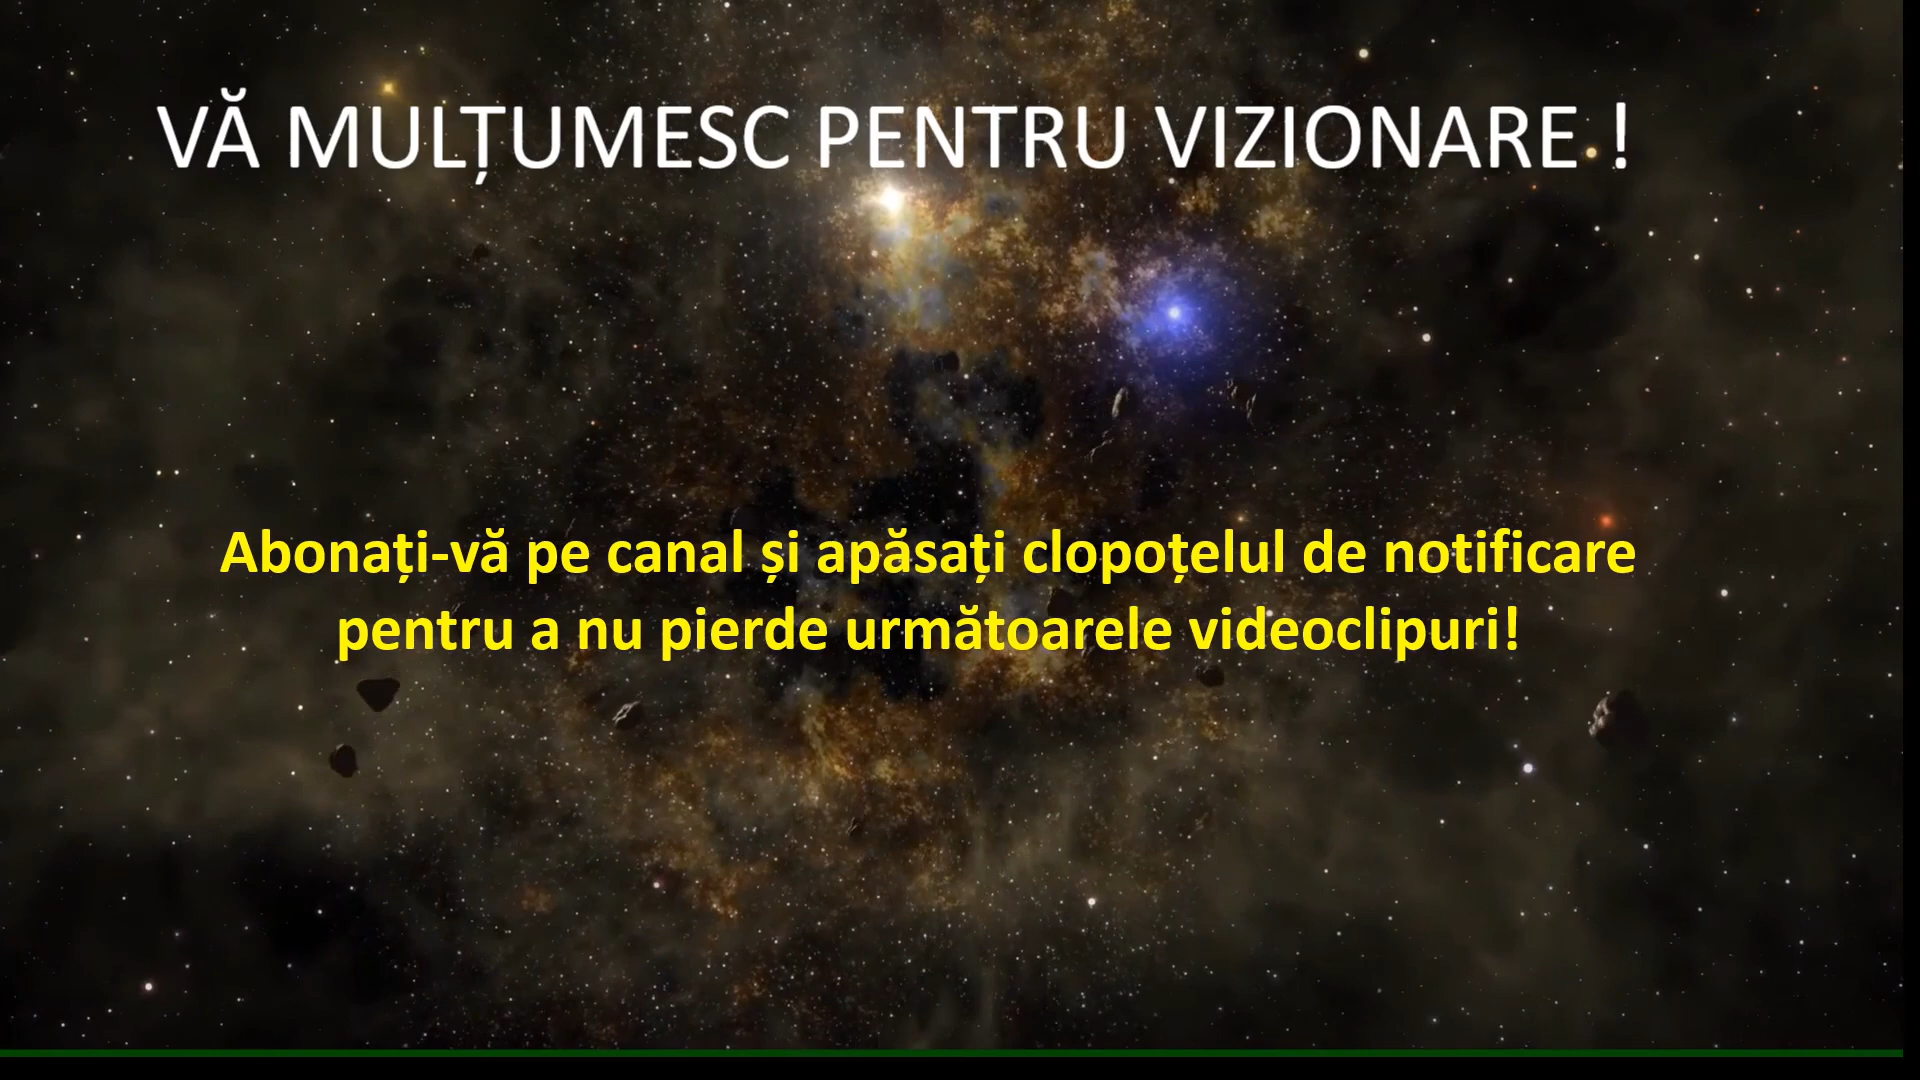 VĂ MULȚUMESC PENTRU VIZIONARE !
Abonați-vă pe canal și apăsați clopoțelul de notificare
pentru a nu pierde următoarele videoclipuri!